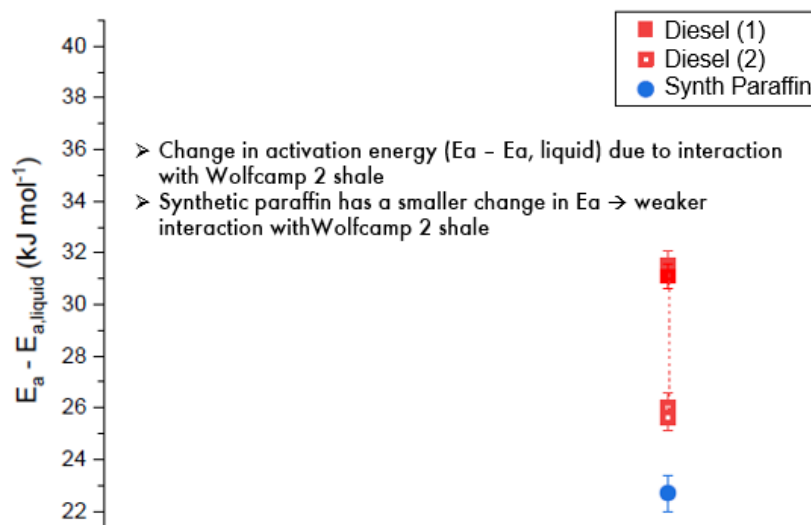 Diesel (1)
Diesel (2)
Synth Paraffin
40
38
36
34
32
30
28
26
24
22
Ea - Ea,liquid (kJ mol-1)
➤ Change in activation energy (Ea – Ea, liquid) due to interaction
with Wolfcamp 2 shale
➤ Synthetic paraffin has a smaller change in Ea → weaker
interaction withWolfcamp 2 shale